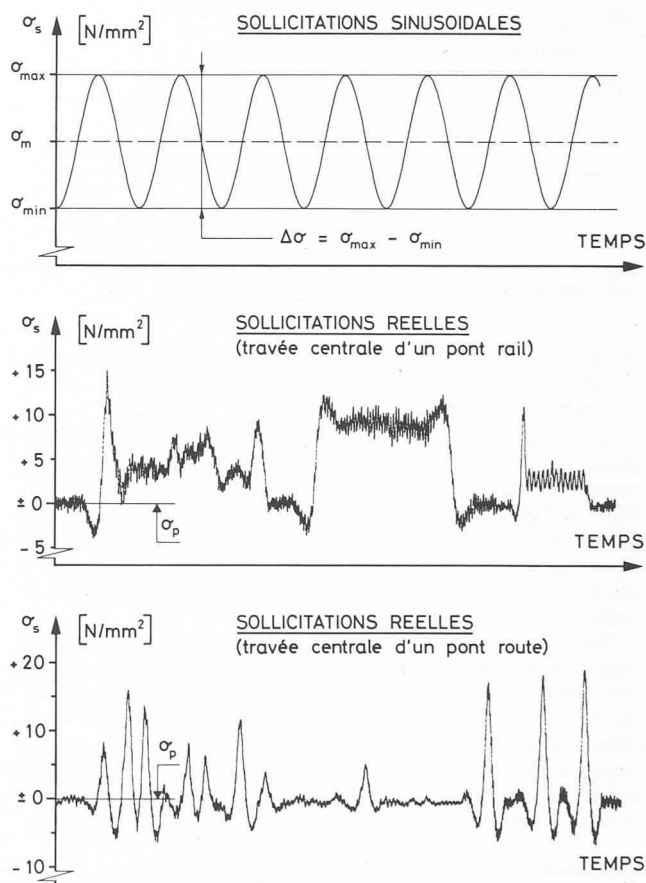 σs [N/mm²] SOLLICITATIONS SINUSOIDALES
σmax
σm
σmin
Δσ = σmax - σmin
TEMPS
σs [N/mm²] SOLLICITATIONS REELLES
(travée centrale d'un pont rail)
+ 15
+ 10
+ 5
± 0
σp
- 5
TEMPS
σs [N/mm²] SOLLICITATIONS REELLES
(travée centrale d'un pont route)
+ 20
+ 10
σp
± 0
- 10
TEMPS